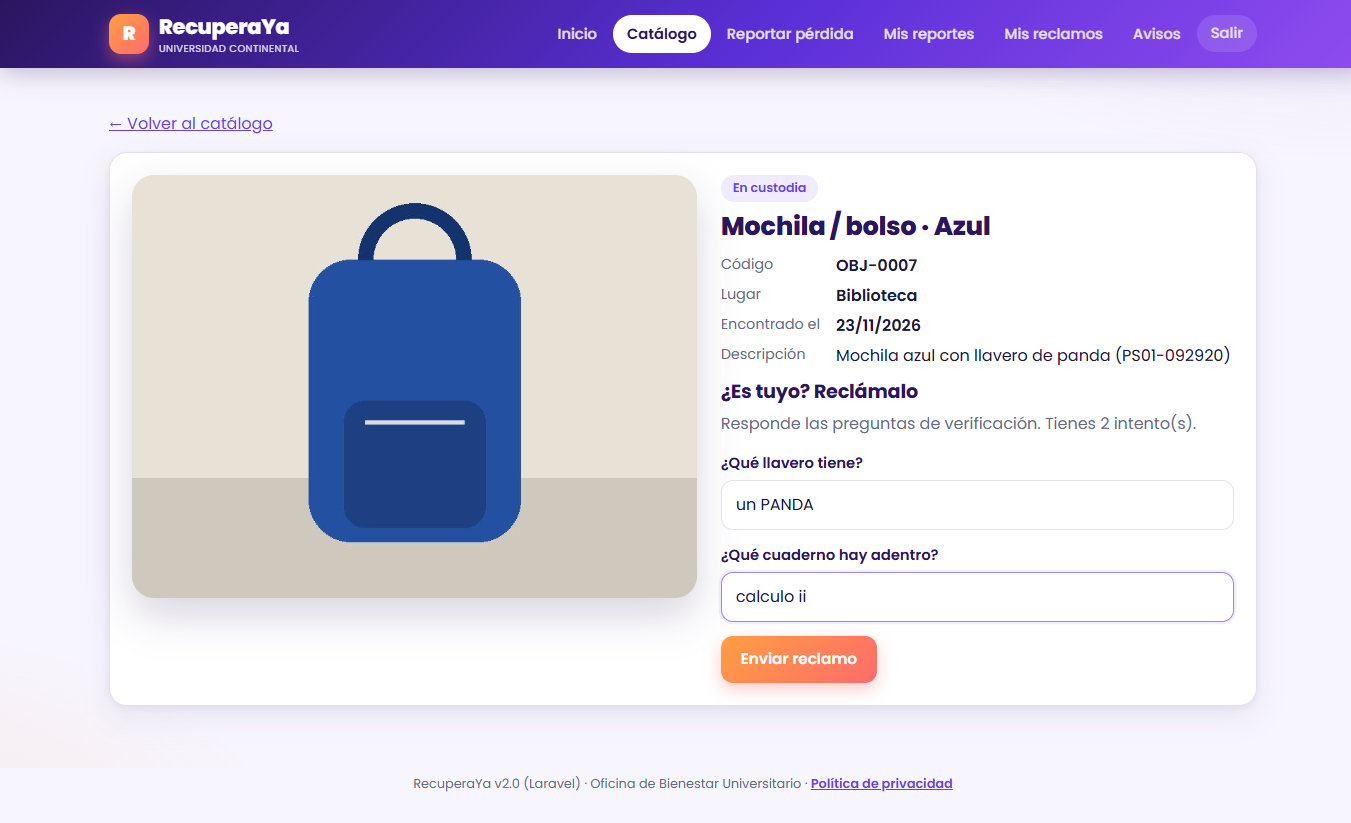 R
RecuperaYa
UNIVERSIDAD CONTINENTAL
Inicio
Catálogo
Reportar pérdida
Mis reportes
Mis reclamos
Avisos
Salir
← Volver al catálogo
En custodia
Mochila / bolso · Azul
Código OBJ-0007
Lugar Biblioteca
Encontrado el 23/11/2026
Descripción Mochila azul con llavero de panda (PS01-092920)
¿Es tuyo? Reclámalo
Responde las preguntas de verificación. Tienes 2 intento(s).
¿Qué llavero tiene?
un PANDA
¿Qué cuaderno hay adentro?
calculo ii
Enviar reclamo
RecuperaYa v2.0 (Laravel) · Oficina de Bienestar Universitario · Política de privacidad